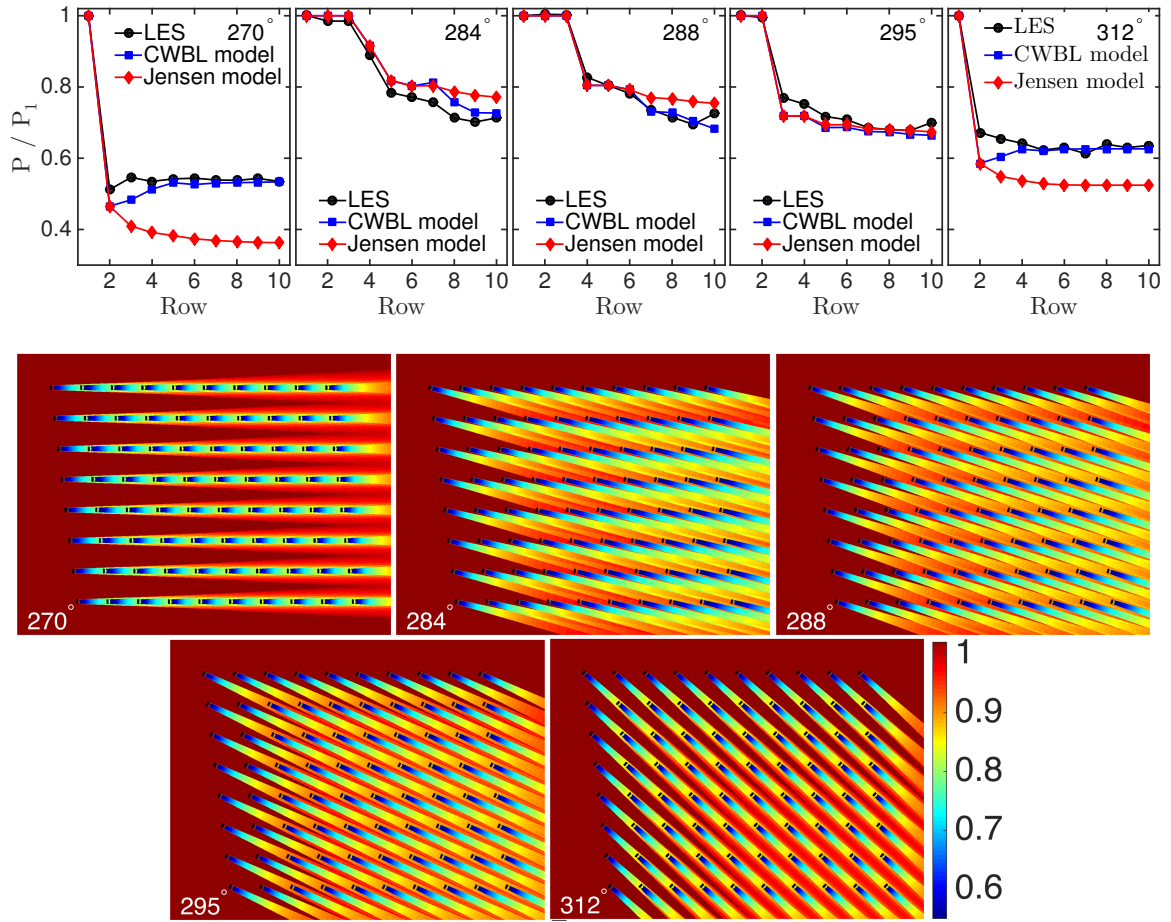 P / P1
1
0.8
0.6
0.4
270°
LES
CWBL model
Jensen model
2 4 6 8 10
Row
284°
LES
CWBL model
Jensen model
2 4 6 8 10
Row
288°
LES
CWBL model
Jensen model
2 4 6 8 10
Row
295°
LES
CWBL model
Jensen model
2 4 6 8 10
Row
312°
LES
CWBL model
Jensen model
2 4 6 8 10
Row
270°
284°
288°
295°
312°
1
0.9
0.8
0.7
0.6